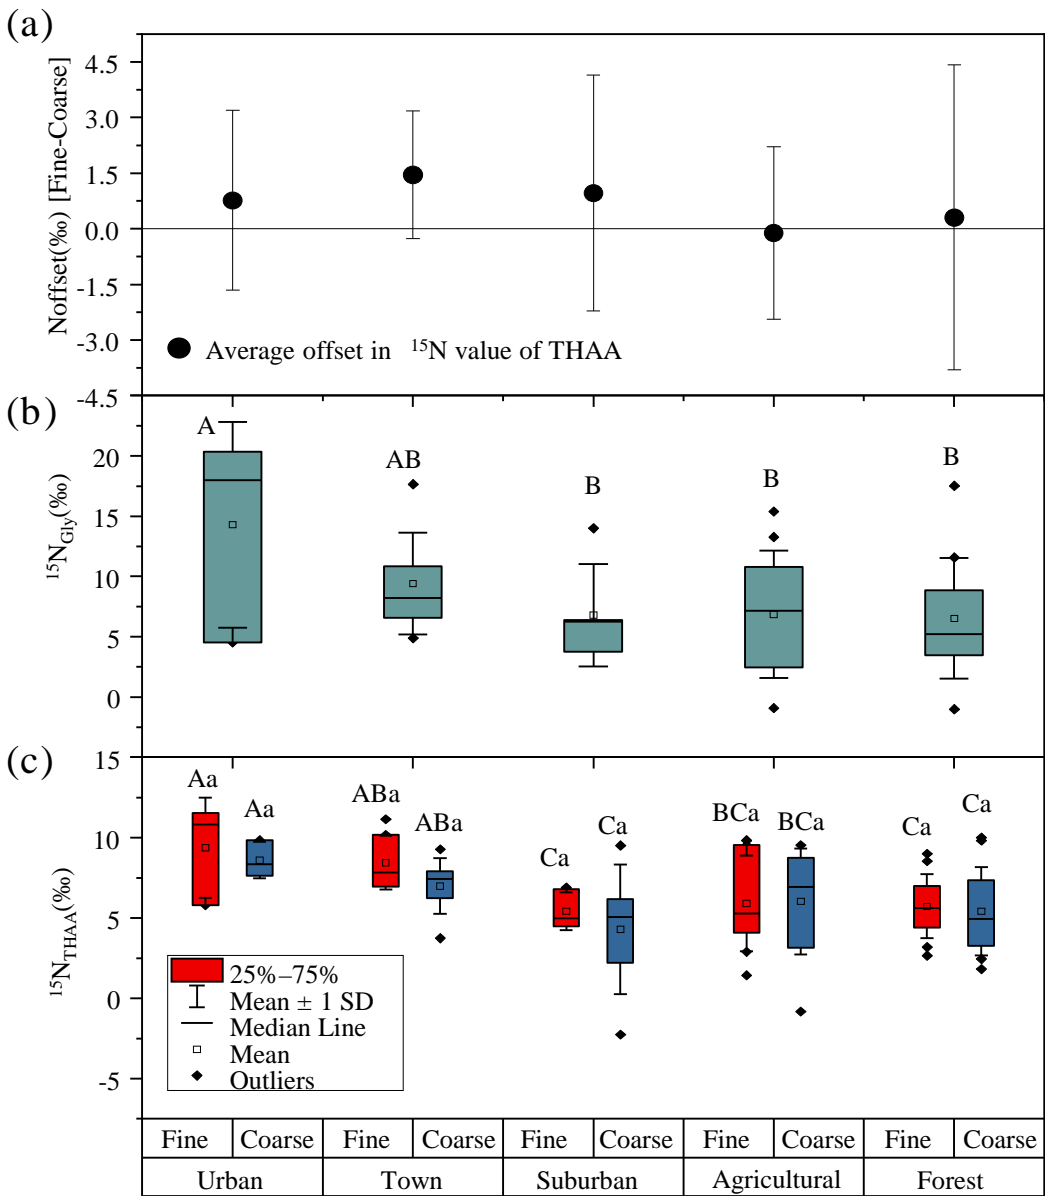 (a)
4.5
3.0
1.5
0.0
-1.5
-3.0
-4.5
Noffset(‰) [Fine-Coarse]
Average offset in ¹⁵N value of THAA
(b)
20
15
10
5
0
¹⁵N_Gly(‰)
A
AB
B
B
B
(c)
15
10
5
0
-5
¹⁵N_THAA(‰)
Aa
Aa
ABa
ABa
Ca
Ca
BCa
BCa
Ca
Ca
25%–75%
Mean ± 1 SD
Median Line
Mean
Outliers
Fine Coarse Fine Coarse Fine Coarse Fine Coarse Fine Coarse
Urban Town Suburban Agricultural Forest